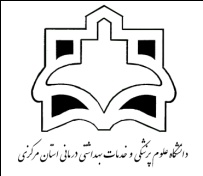 دانشگاه علوم پزشکی و خدمات بهداشتی درمانی استان مرکزی